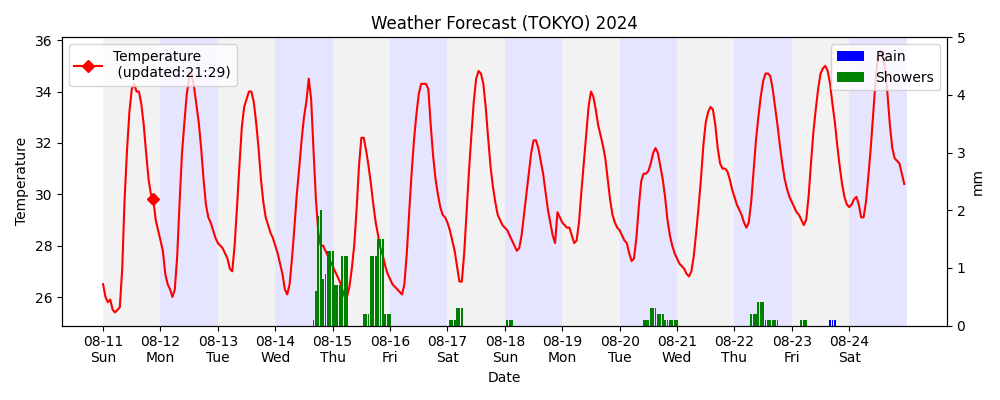 Weather Forecast (TOKYO) 2024
Temperature
(updated:21:29)
Rain
Showers
36
34
32
30
28
26
Temperature
5
4
3
2
1
0
mm
08-11 08-12 08-13 08-14 08-15 08-16 08-17 08-18 08-19 08-20 08-21 08-22 08-23 08-24
Sun Mon Tue Wed Thu Fri Sat Sun Mon Tue Wed Thu Fri Sat
Date